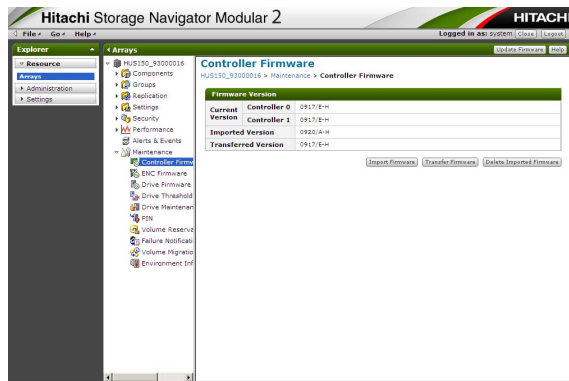 Hitachi Storage Navigator Modular 2
HITACHI
File Go Help
Logged in as: system Close Logout
Explorer
Arrays
Update Firmware Help
Resource
Arrays
Administration
Settings
HUS150_93000016
Components
Groups
Replication
Settings
Security
Performance
Alerts & Events
Maintenance
Controller Firmw
ENC Firmware
Drive Firmware
Drive Threshold
Drive Maintenan
PIN
Volume Reserva
Failure Notificati
Volume Migratio
Environment Inf
Controller Firmware
HUS150_93000016 > Maintenance > Controller Firmware
Firmware Version
Current Version
Controller 0 0917/E-H
Controller 1 0917/E-H
Imported Version 0920/A-H
Transferred Version 0917/E-H
Import Firmware Transfer Firmware Delete Imported Firmware